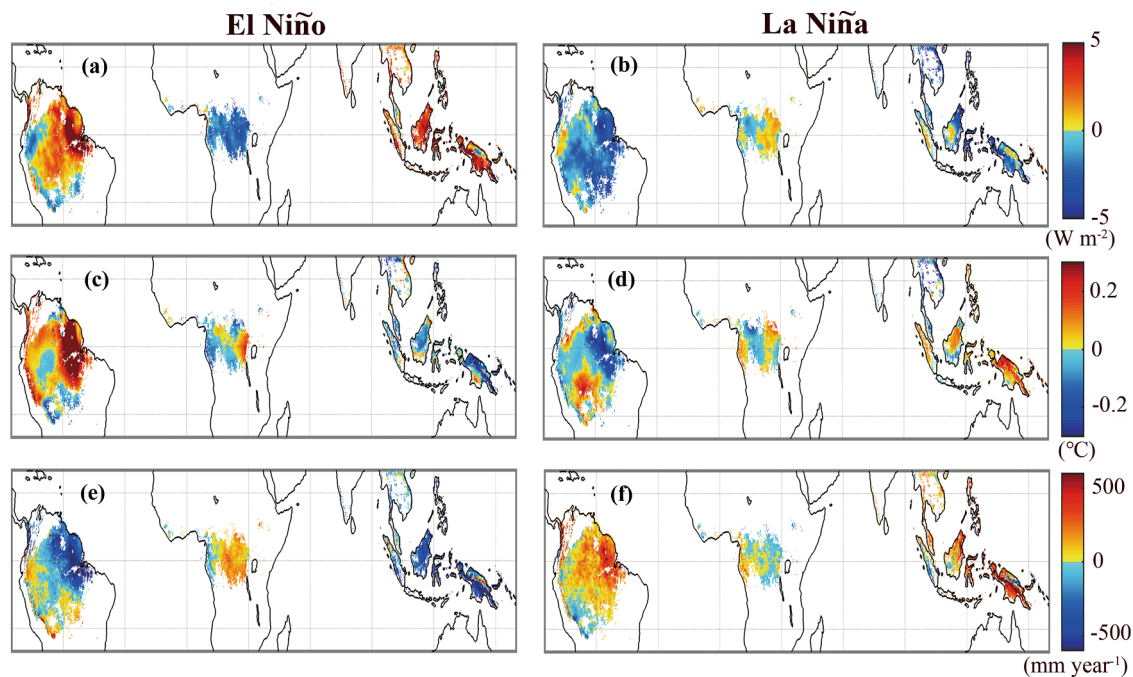 El Niño
La Niña
(a)
(b)
5
0
-5
(W m⁻²)
(c)
(d)
0.2
0
-0.2
(°C)
(e)
(f)
500
0
-500
(mm year⁻¹)